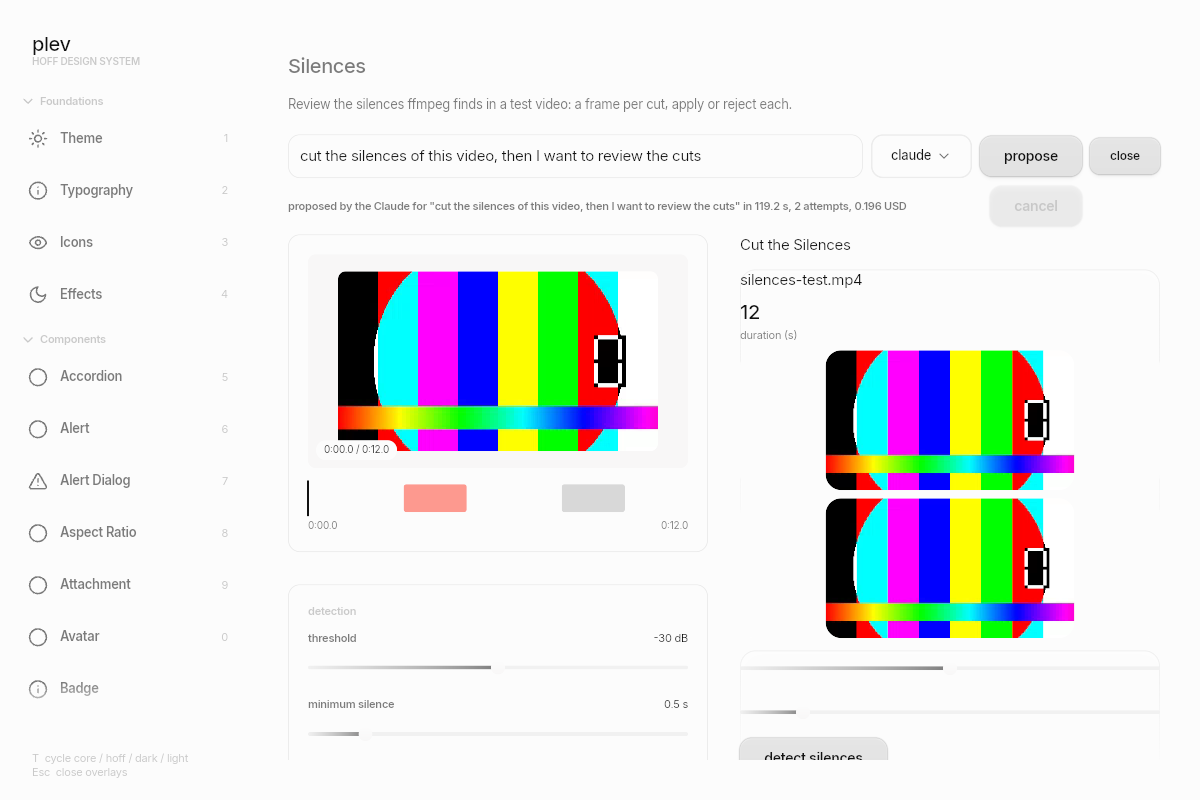 plev
HOFF DESIGN SYSTEM
Foundations
Theme 1
Typography 2
Icons 3
Effects 4
Components
Accordion 5
Alert 6
Alert Dialog 7
Aspect Ratio 8
Attachment 9
Avatar 0
Badge
T cycle core / hoff / dark / light
Esc close overlays
Silences
Review the silences ffmpeg finds in a test video: a frame per cut, apply or reject each.
cut the silences of this video, then I want to review the cuts
claude
propose
close
proposed by the Claude for "cut the silences of this video, then I want to review the cuts" in 119.2 s, 2 attempts, 0.196 USD
cancel
0:00.0 / 0:12.0
0:00.0 0:12.0
detection
threshold -30 dB
minimum silence 0.5 s
Cut the Silences
silences-test.mp4
12
duration (s)
detect silences